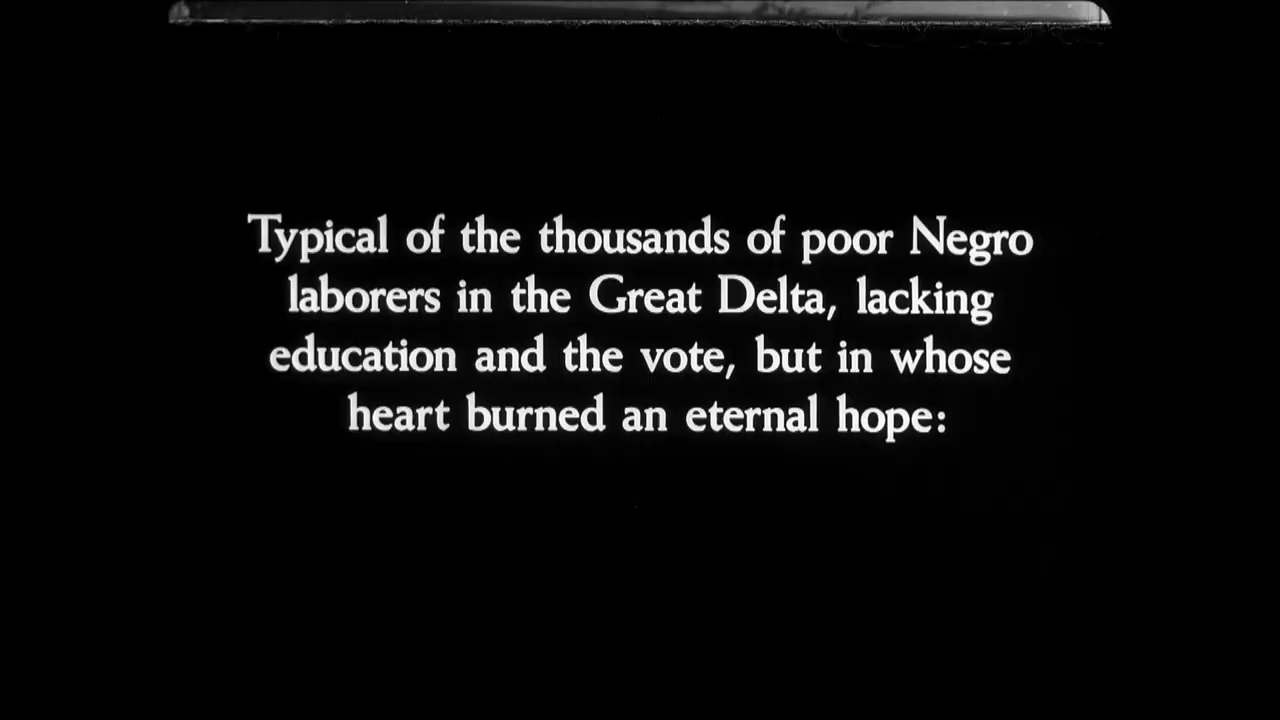 Typical of the thousands of poor Negro
laborers in the Great Delta, lacking
education and the vote, but in whose
heart burned an eternal hope: